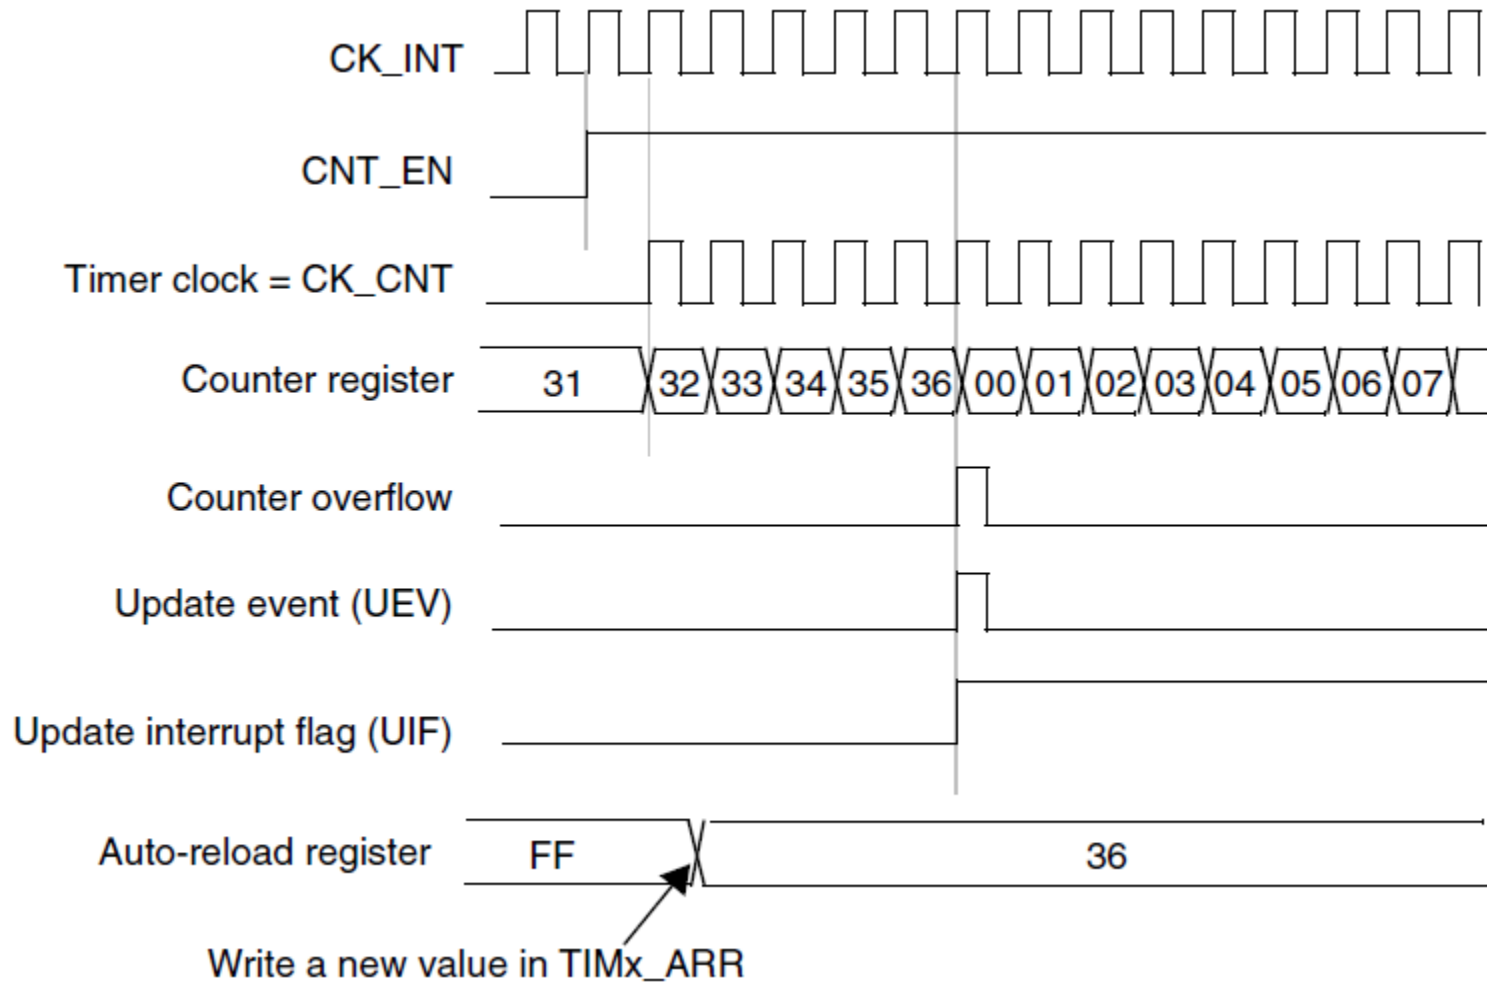 CK_INT
CNT_EN
Timer clock = CK_CNT
Counter register 31 32 33 34 35 36 00 01 02 03 04 05 06 07
Counter overflow
Update event (UEV)
Update interrupt flag (UIF)
Auto-reload register FF 36
Write a new value in TIMx_ARR